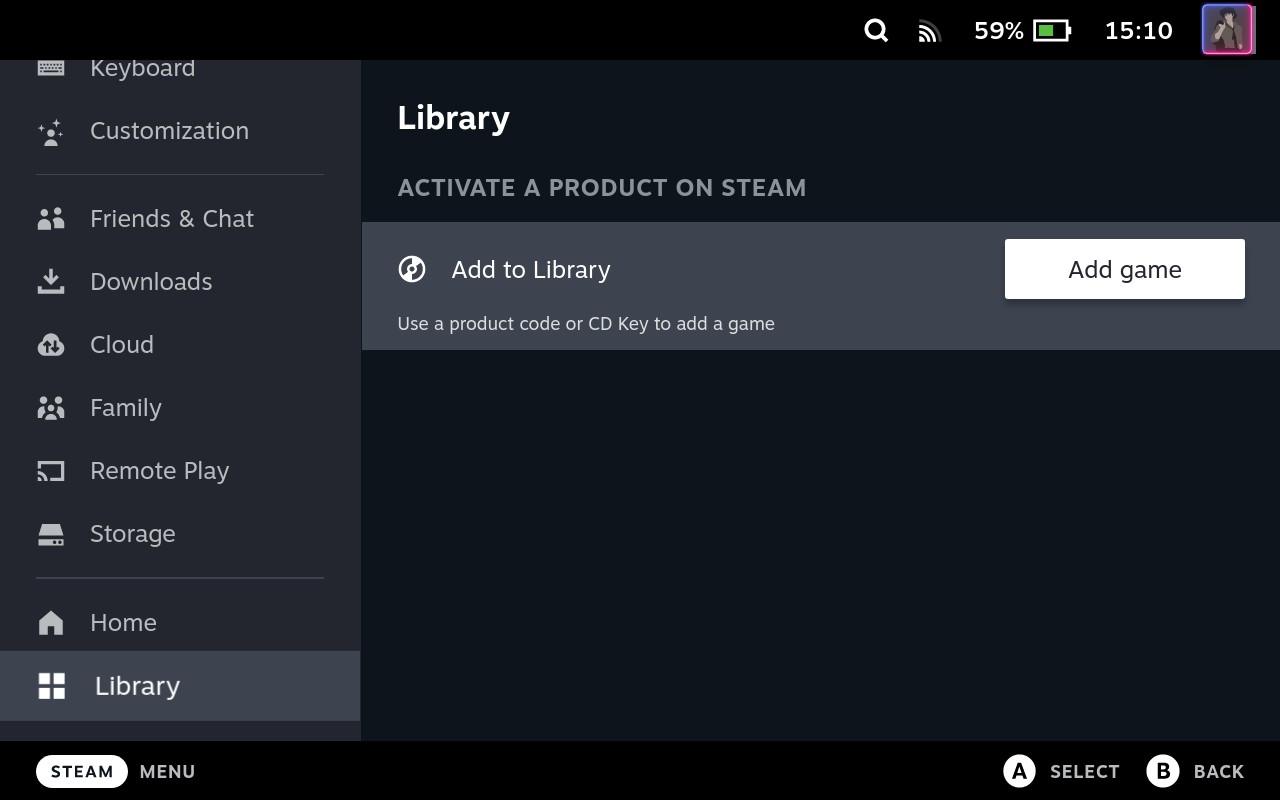 59%
15:10
Keyboard
Customization
Friends & Chat
Downloads
Cloud
Family
Remote Play
Storage
Home
Library
Library
ACTIVATE A PRODUCT ON STEAM
Add to Library
Add game
Use a product code or CD Key to add a game
STEAM MENU
A SELECT B BACK